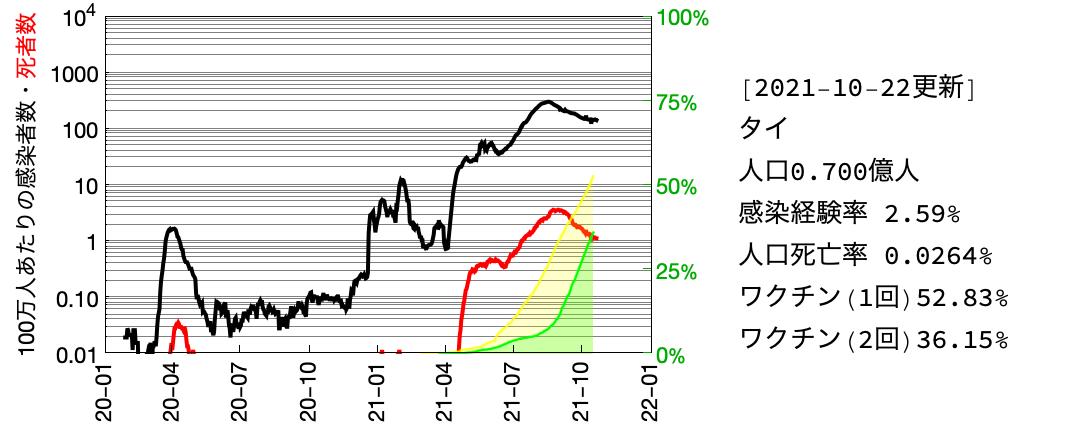 100万人あたりの感染者数・死者数
10^4
1000
100
10
1
0.10
0.01
100%
75%
50%
25%
0%
20-01
20-04
20-07
20-10
21-01
21-04
21-07
21-10
22-01
[2021-10-22更新]
タイ
人口0.700億人
感染経験率 2.59%
人口死亡率 0.0264%
ワクチン(1回)52.83%
ワクチン(2回)36.15%